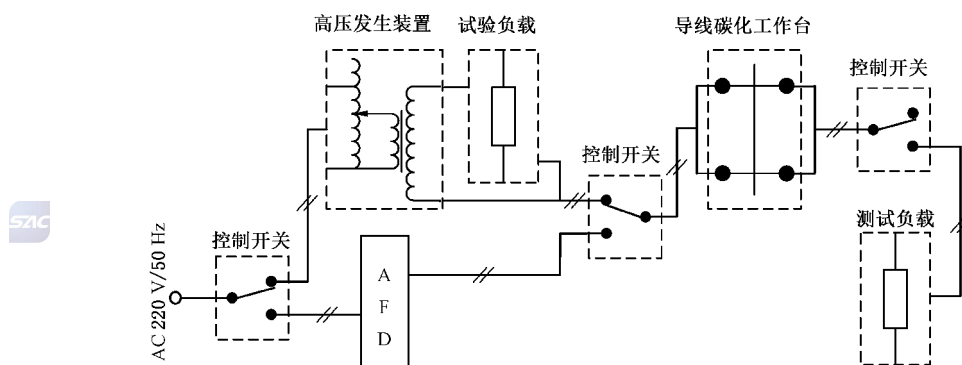 高压发生装置
试验负载
导线碳化工作台
控制开关
控制开关
控制开关
测试负载
AC 220 V/50 Hz
A
F
D
SAC